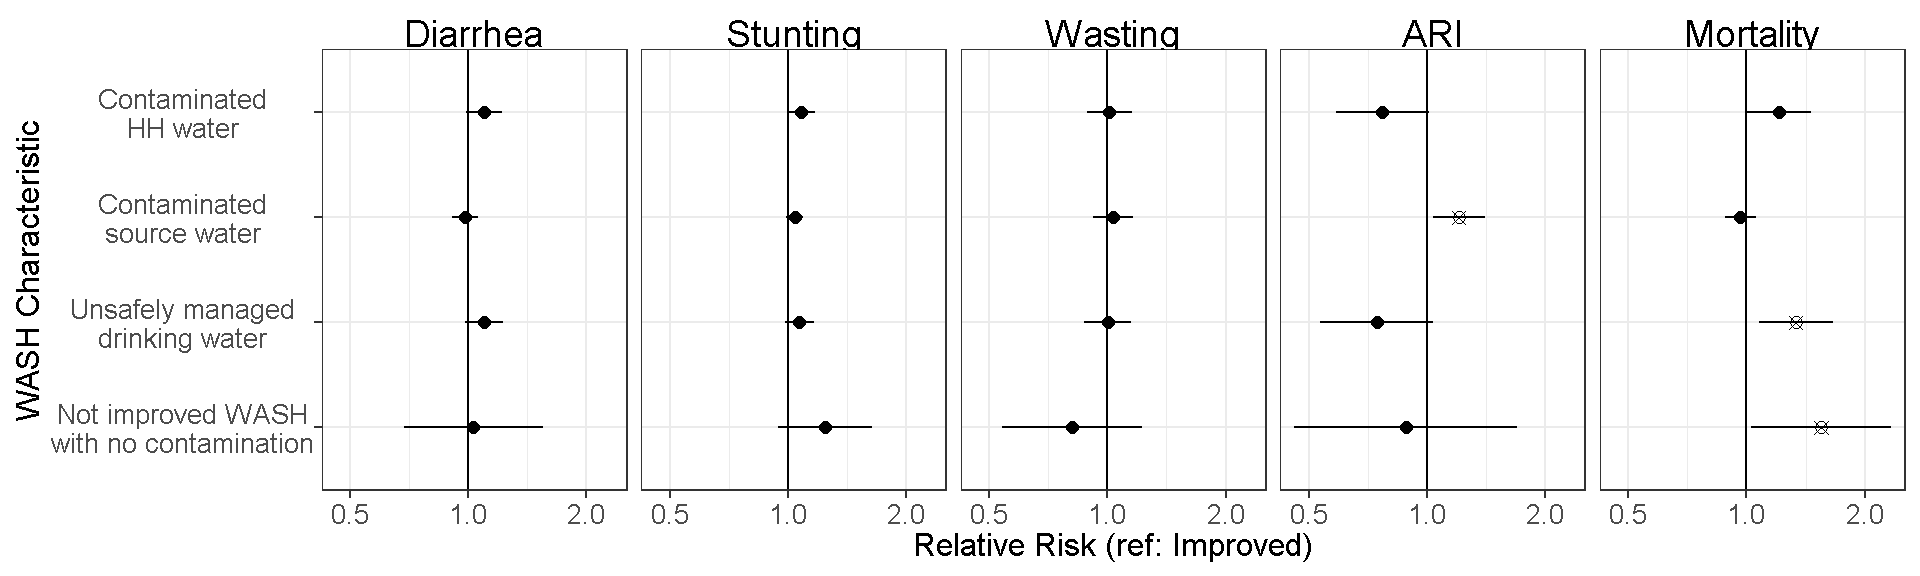 Diarrhea
Stunting
Wasting
ARI
Mortality
WASH Characteristic
Contaminated
HH water
Contaminated
source water
Unsafely managed
drinking water
Not improved WASH
with no contamination
0.5 1.0 2.0
0.5 1.0 2.0
0.5 1.0 2.0
0.5 1.0 2.0
0.5 1.0 2.0
Relative Risk (ref: Improved)